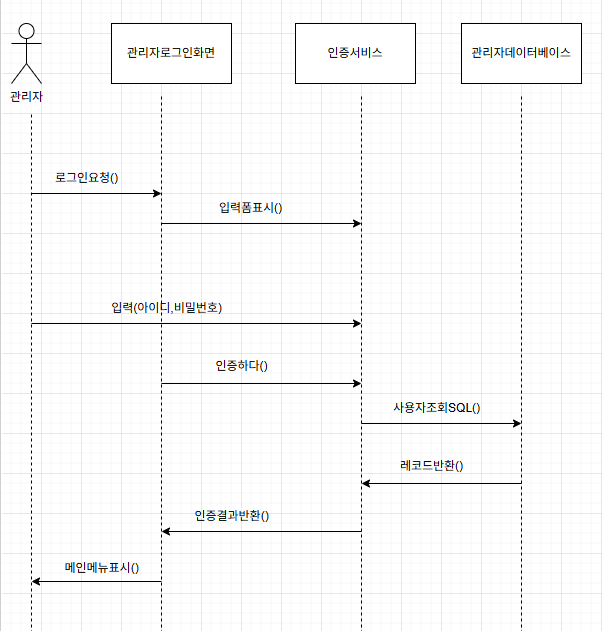 관리자로그인화면
인증서비스
관리자데이터베이스
관리자
로그인요청()
입력폼표시()
입력(아이디,비밀번호)
인증하다()
사용자조회SQL()
레코드반환()
인증결과반환()
메인메뉴표시()